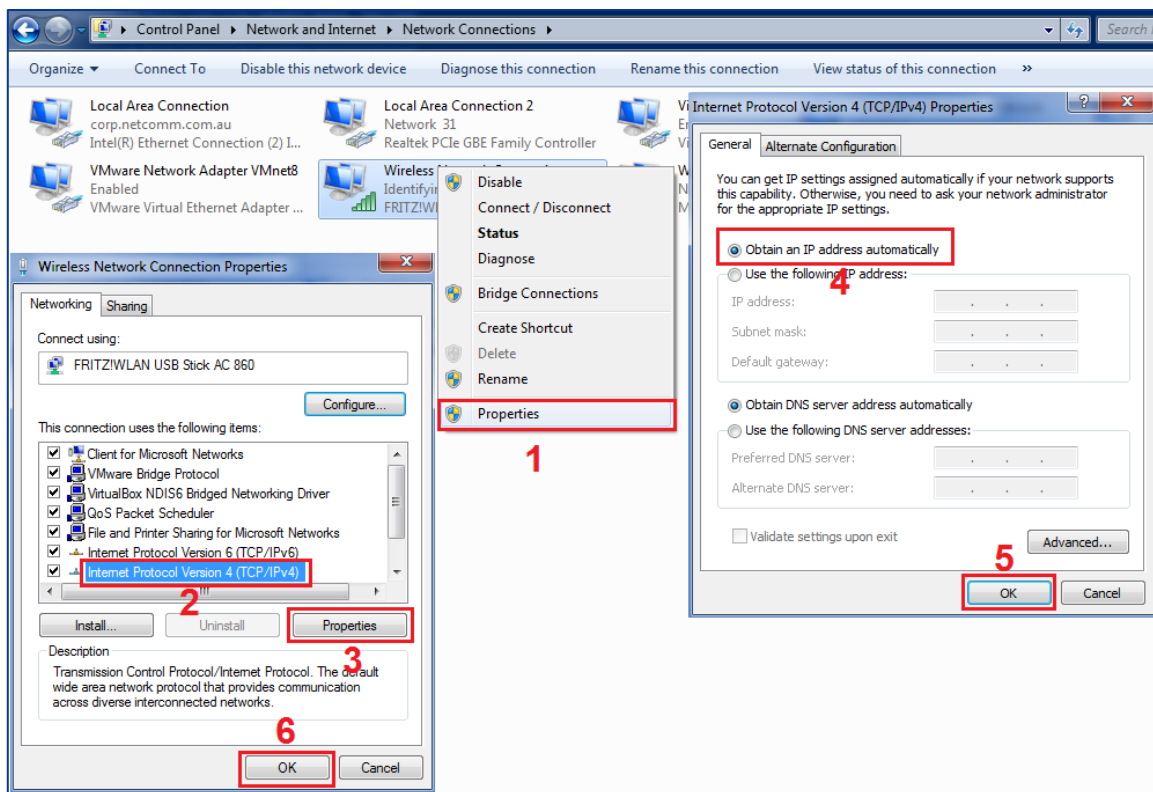 Control Panel Network and Internet Network Connections
Search
Organize Connect To Disable this network device Diagnose this connection Rename this connection View status of this connection »
Local Area Connection
corp.netcomm.com.au
Intel(R) Ethernet Connection (2) I...
Local Area Connection 2
Network 31
Realtek PCIe GBE Family Controller
VMware Network Adapter VMnet8
Enabled
VMware Virtual Ethernet Adapter ...
Wireless
Disable
Connect / Disconnect
Status
Diagnose
Bridge Connections
Create Shortcut
Delete
Rename
Properties
1
Wireless Network Connection Properties
Networking Sharing
Connect using:
FRITZ!WLAN USB Stick AC 860
Configure...
This connection uses the following items:
Client for Microsoft Networks
VMware Bridge Protocol
VirtualBox NDIS6 Bridged Networking Driver
QoS Packet Scheduler
File and Printer Sharing for Microsoft Networks
Internet Protocol Version 6 (TCP/IPv6)
Internet Protocol Version 4 (TCP/IPv4)
2
Install... Uninstall Properties
3
Description
Transmission Control Protocol/Internet Protocol. The default
wide area network protocol that provides communication
across diverse interconnected networks.
6
OK Cancel
Internet Protocol Version 4 (TCP/IPv4) Properties
General Alternate Configuration
You can get IP settings assigned automatically if your network supports
this capability. Otherwise, you need to ask your network administrator
for the appropriate IP settings.
Obtain an IP address automatically
4
Use the following IP address:
IP address:
Subnet mask:
Default gateway:
Obtain DNS server address automatically
Use the following DNS server addresses:
Preferred DNS server:
Alternate DNS server:
Validate settings upon exit
Advanced...
5
OK Cancel